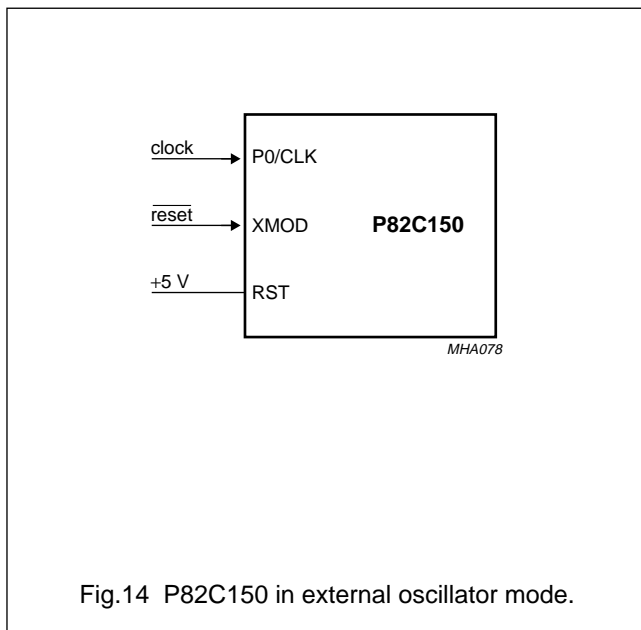 clock
P0/CLK
reset
XMOD
P82C150
+5 V
RST
MHA078
Fig.14 P82C150 in external oscillator mode.